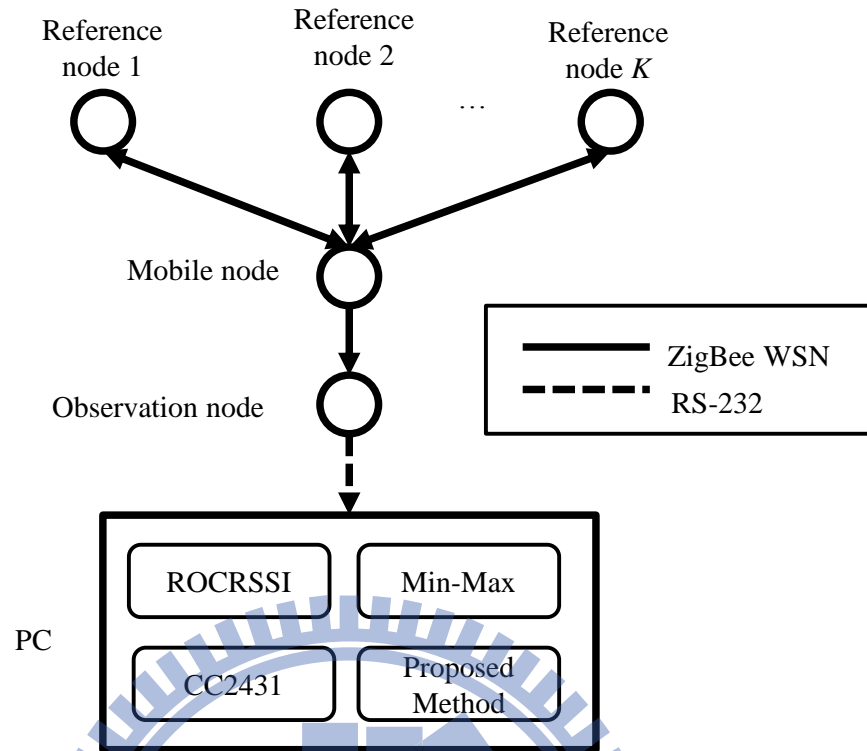 Reference
node 1
Reference
node 2
...
Reference
node K
Mobile node
ZigBee WSN
RS-232
Observation node
PC
ROCRSSI
Min-Max
CC2431
Proposed
Method